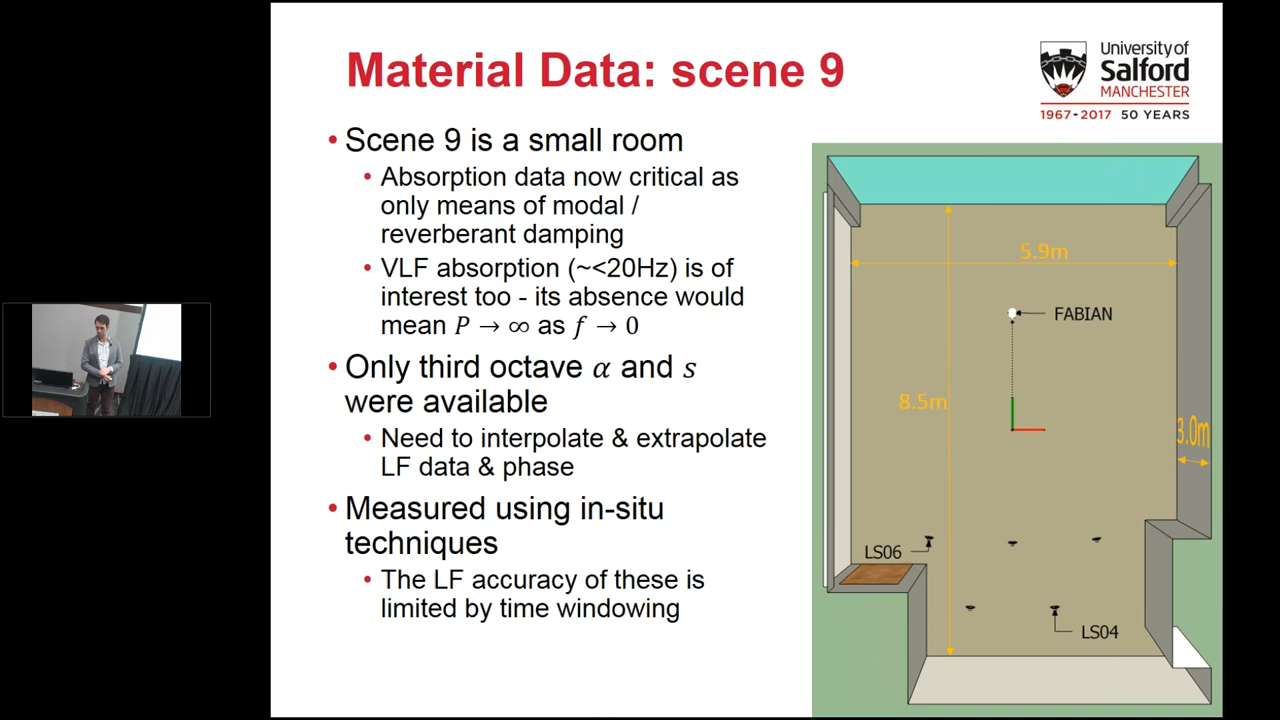 Material Data: scene 9
University of
Salford
MANCHESTER
1967-2017 50 YEARS
• Scene 9 is a small room
• Absorption data now critical as
only means of modal /
reverberant damping
• VLF absorption (~<20Hz) is of
interest too - its absence would
mean P → ∞ as f → 0
• Only third octave α and s
were available
• Need to interpolate & extrapolate
LF data & phase
• Measured using in-situ
techniques
• The LF accuracy of these is
limited by time windowing
5.9m
FABIAN
8.5m
3.0m
LS06
LS04